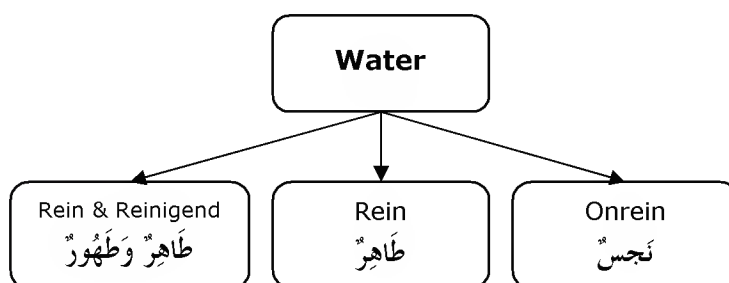 Water
Rein & Reinigend
طَاهِرٌ وَطَهُورٌ
Rein
طَاهِرٌ
Onrein
نَجسٌ